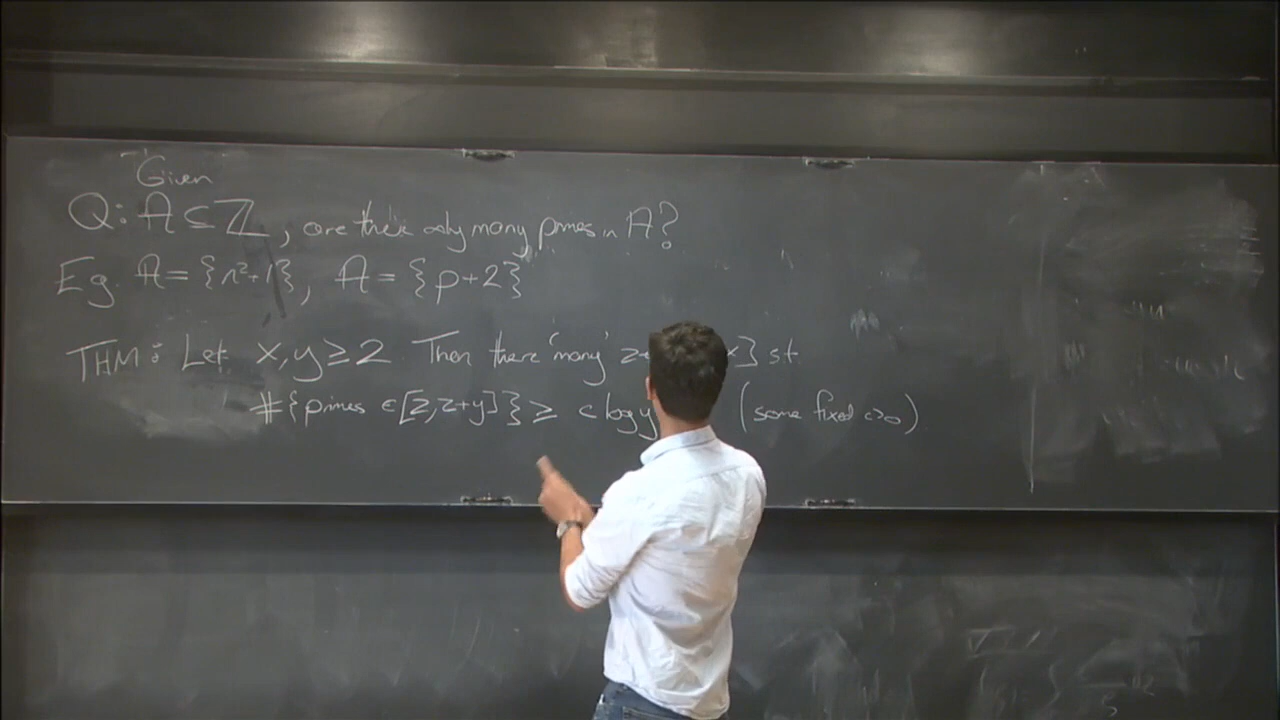 Given
Q: A ⊆ ℤ, are there ∞ly many primes in A?
Eg. A = {n²+1}, A = {p+2}
THM: Let x,y ≥ 2 Then there 'many' z x] s.t.
#{primes ∈ [z, z+y]} ≥ c log y (some fixed c>0)